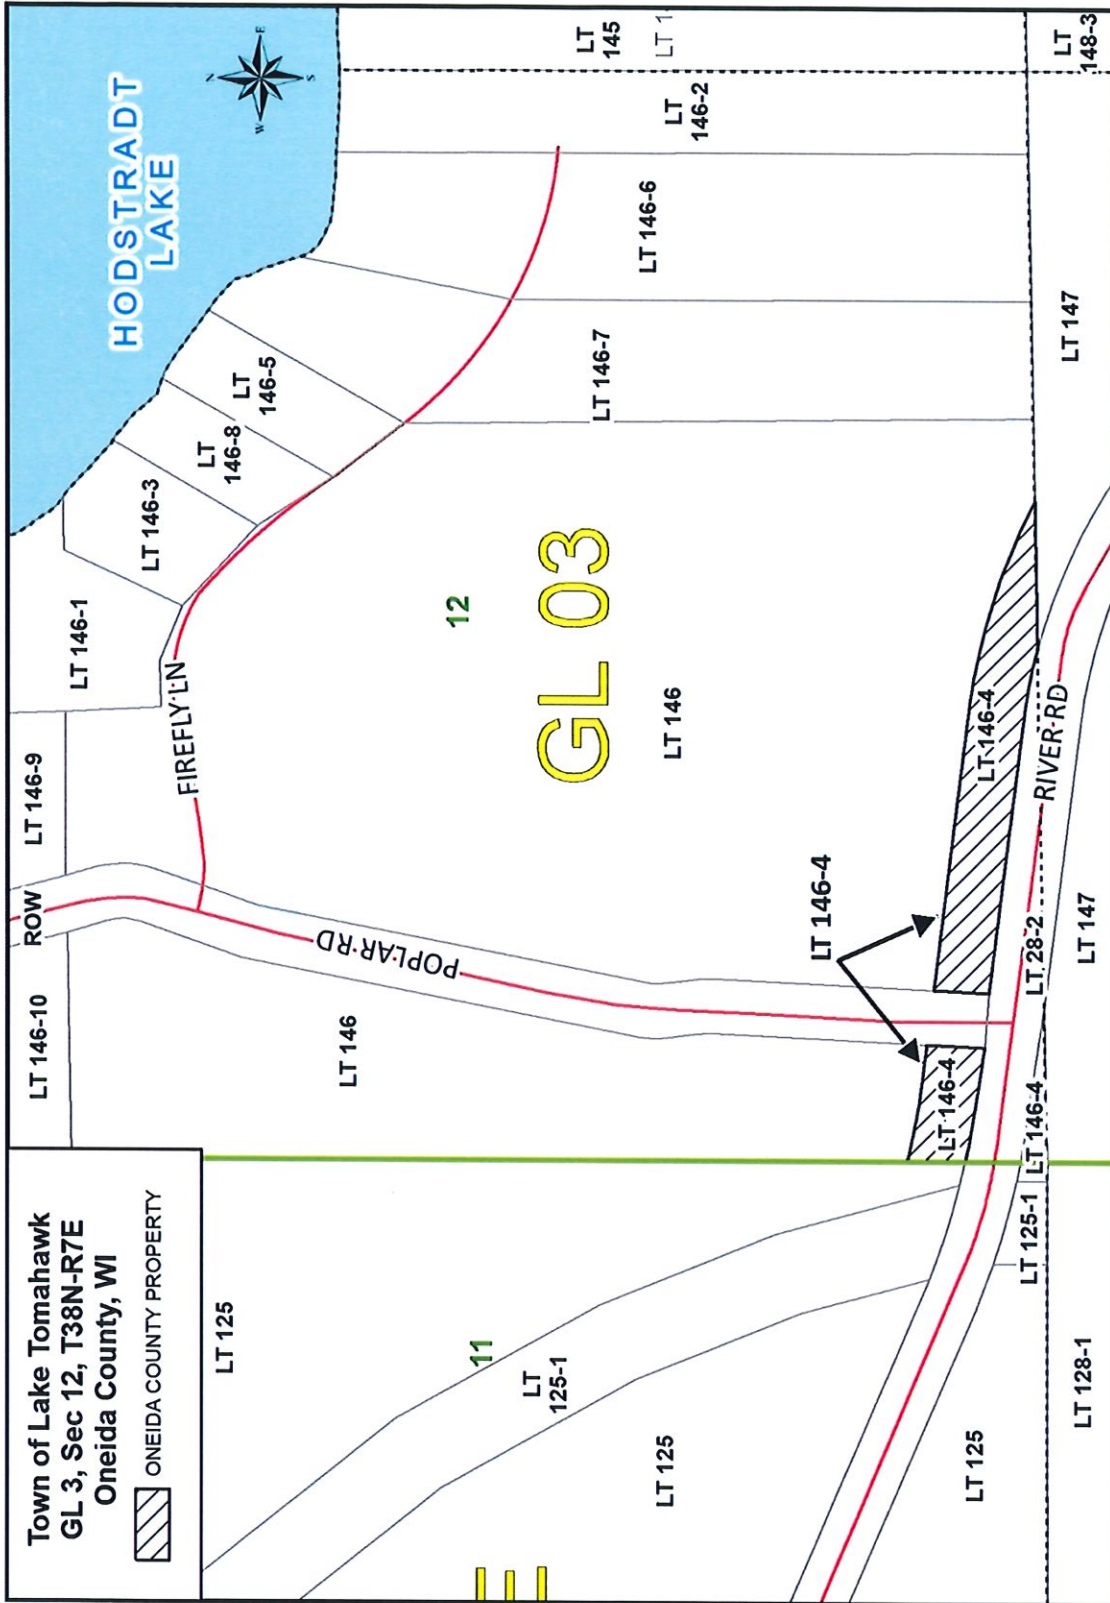 Town of Lake Tomahawk
GL 3, Sec 12, T38N-R7E
Oneida County, WI
ONEIDA COUNTY PROPERTY
HODSTRADT
LAKE
N
E
S
W
LT 146-10
ROW
LT 146-9
LT 146-1
LT 146-3
LT
146-8
LT
146-5
FIREFLY LN
POPLAR RD
LT 125
LT 146
11
12
GL 03
LT
125-1
LT 125
LT 146
LT 146-7
LT 146-6
LT
146-2
LT
145
LT 1
LT 146-4
LT 146-4
LT 146-4
RIVER RD
LT 28-2
LT 146-4
LT 125-1
LT 125
LT 128-1
LT 147
LT 147
LT
148-3